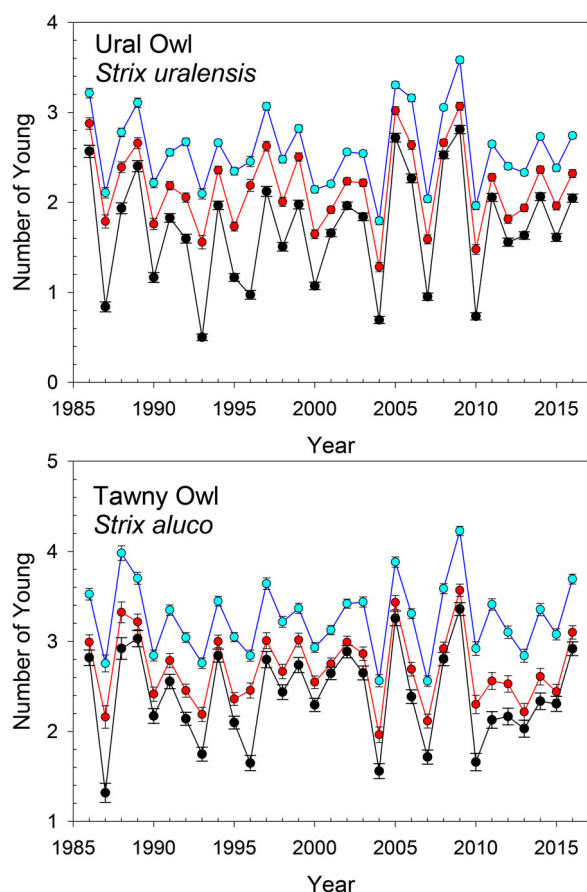 4
Ural Owl
Strix uralensis
3
Number of Young
2
1
0
1985 1990 1995 2000 2005 2010 2015
Year
5
Tawny Owl
Strix aluco
4
Number of Young
3
2
1
1985 1990 1995 2000 2005 2010 2015
Year